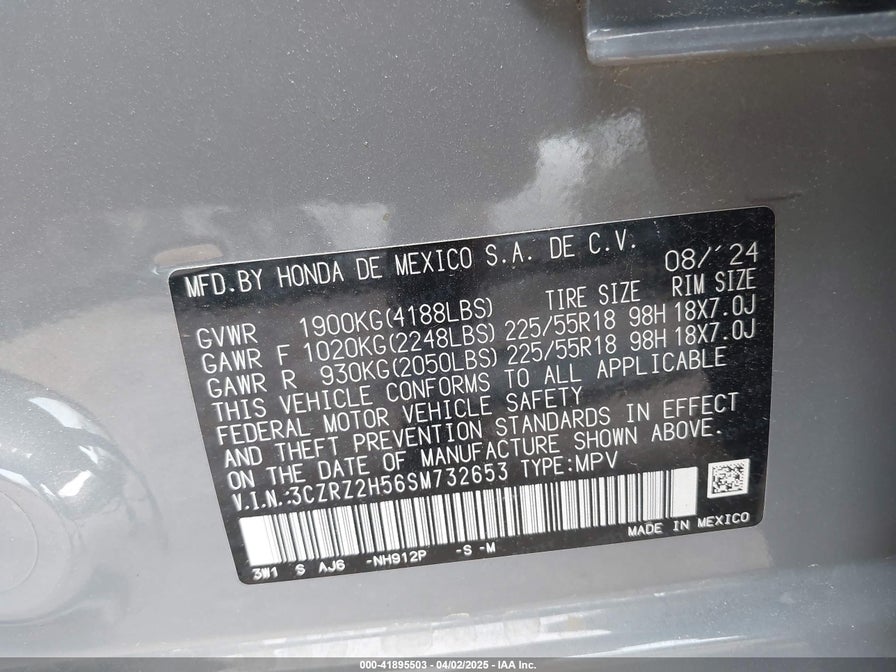 MFD.BY HONDA DE MEXICO S.A. DE C.V. 08/'24
GVWR 1900KG(4188LBS) TIRE SIZE RIM SIZE
GAWR F 1020KG(2248LBS) 225/55R18 98H 18X7.0J
GAWR R 930KG(2050LBS) 225/55R18 98H 18X7.0J
THIS VEHICLE CONFORMS TO ALL APPLICABLE
FEDERAL MOTOR VEHICLE SAFETY
AND THEFT PREVENTION STANDARDS IN EFFECT
ON THE DATE OF MANUFACTURE SHOWN ABOVE.
V.I.N.:3CZRZ2H56SM732653 TYPE:MPV
MADE IN MEXICO
3W1 S AJ6 -NH912P -S -M
000-41895503 - 04/02/2025 - IAA Inc.